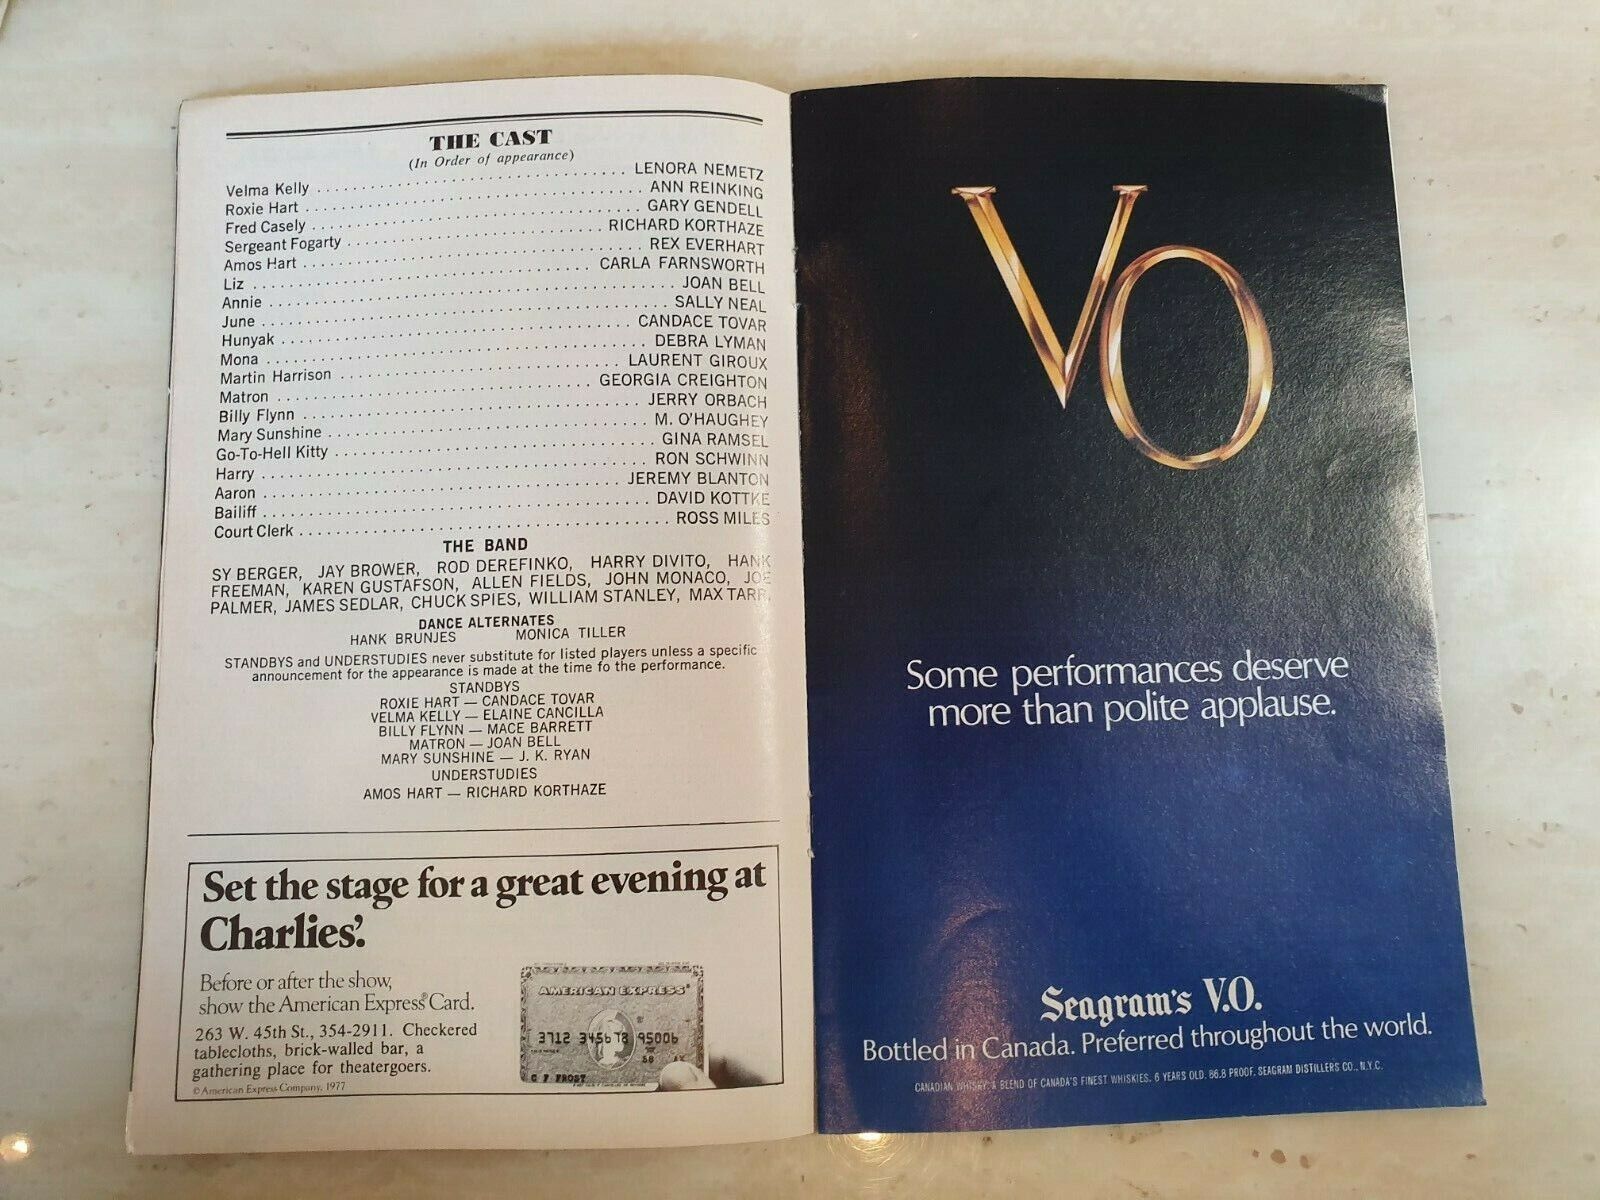 THE CAST
(In Order of appearance)
Velma Kelly . . . . . . . . . . LENORA NEMETZ
Roxie Hart . . . . . . . . . . ANN REINKING
Fred Casely . . . . . . . . . . GARY GENDELL
Sergeant Fogarty . . . . . . . . . . RICHARD KORTHAZE
Amos Hart . . . . . . . . . . REX EVERHART
Liz . . . . . . . . . . CARLA FARNSWORTH
Annie . . . . . . . . . . JOAN BELL
June . . . . . . . . . . SALLY NEAL
Hunyak . . . . . . . . . . CANDACE TOVAR
Mona . . . . . . . . . . DEBRA LYMAN
Martin Harrison . . . . . . . . . . LAURENT GIROUX
Matron . . . . . . . . . . GEORGIA CREIGHTON
Billy Flynn . . . . . . . . . . JERRY ORBACH
Mary Sunshine . . . . . . . . . . M. O'HAUGHEY
Go-To-Hell Kitty . . . . . . . . . . GINA RAMSEL
Harry . . . . . . . . . . RON SCHWINN
Aaron . . . . . . . . . . JEREMY BLANTON
Bailiff . . . . . . . . . . DAVID KOTTKE
Court Clerk . . . . . . . . . . ROSS MILES
THE BAND
SY BERGER, JAY BROWER, ROD DEREFINKO, HARRY DIVITO, HANK
FREEMAN, KAREN GUSTAFSON, ALLEN FIELDS, JOHN MONACO, JOE
PALMER, JAMES SEDLAR, CHUCK SPIES, WILLIAM STANLEY, MAX TARR,
DANCE ALTERNATES
HANK BRUNJES MONICA TILLER
STANDBYS and UNDERSTUDIES never substitute for listed players unless a specific
announcement for the appearance is made at the time fo the performance.
STANDBYS
ROXIE HART — CANDACE TOVAR
VELMA KELLY — ELAINE CANCILLA
BILLY FLYNN — MACE BARRETT
MATRON — JOAN BELL
MARY SUNSHINE — J. K. RYAN
UNDERSTUDIES
AMOS HART — RICHARD KORTHAZE
Set the stage for a great evening at
Charlies'.
Before or after the show,
show the American Express® Card.
263 W. 45th St., 354-2911. Checkered
tablecloths, brick-walled bar, a
gathering place for theatergoers.
© American Express Company, 1977
AMERICAN EXPRESS®
3712 345678 95006
C F FROST
VO
Some performances deserve
more than polite applause.
Seagram's V.O.
Bottled in Canada. Preferred throughout the world.
CANADIAN WHISKY. A BLEND OF CANADA'S FINEST WHISKIES. 6 YEARS OLD. 86.8 PROOF. SEAGRAM DISTILLERS CO., N.Y.C.